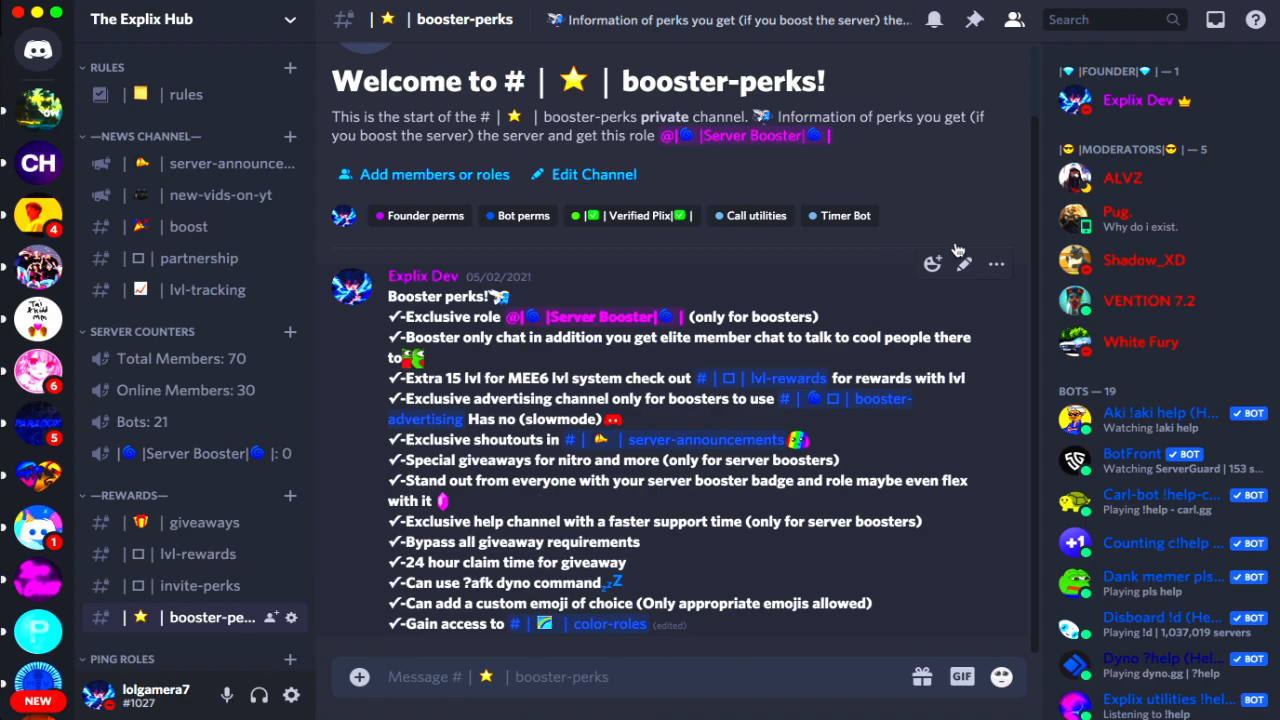 The Explix Hub
RULES
| | rules
—NEWS CHANNEL—
| | server-announce...
| | new-vids-on-yt
| | boost
| | partnership
| | lvl-rewarding
SERVER COUNTERS
Total Members: 70
Online Members: 30
Bots: 21
|🌀 |Server Booster|🌀 |: 0
—REWARDS—
| 🎁 | giveaways
| □ | lvl-rewards
| □ | invite-perks
| ⭐ | booster-pe...
PING ROLES
lolgamera7
#1027
CH
4
6
5
1
P
NEW
| ⭐ | booster-perks
Information of perks you get (if you boost the server) the...
Search
Welcome to # | ⭐ | booster-perks!
This is the start of the # | ⭐ | booster-perks private channel. Information of perks you get (if
you boost the server) the server and get this role @|🌀 |Server Booster|🌀 |
Add members or roles
Edit Channel
Founder perms
Bot perms
|✅ | Verified Plix|✅ |
Call utilities
Timer Bot
Explix Dev 05/02/2021
Booster perks!
✓-Exclusive role @|🌀 |Server Booster|🌀 | (only for boosters)
✓-Booster only chat in addition you get elite member chat to talk to cool people there
to
✓-Extra 15 lvl for MEE6 lvl system check out # | □ | lvl-rewards for rewards with lvl
✓-Exclusive advertising channel only for boosters to use # | 🌀 □ | booster-
advertising Has no (slowmode)
✓-Exclusive shoutouts in # | | server-announcements
✓-Special giveaways for nitro and more (only for server boosters)
✓-Stand out from everyone with your server booster badge and role maybe even flex
with it
✓-Exclusive help channel with a faster support time (only for server boosters)
✓-Bypass all giveaway requirements
✓-24 hour claim time for giveaway
✓-Can use ?afk dyno command💤
✓-Can add a custom emoji of choice (Only appropriate emojis allowed)
✓-Gain access to # | | color-roles (edited)
Message # | ⭐ | booster-perks
GIF
|💎 |FOUNDER|💎 | — 1
Explix Dev
|😎 |MODERATORS|😎 | — 5
ALVZ
Pug.
Why do i exist.
Shadow_XD
VENTION 7.2
White Fury
BOTS — 19
Aki !aki help (H... ✓ BOT
Watching !aki help
BotFront ✓ BOT
Watching ServerGuard | 153 s...
Carl-bot !help-c... ✓ BOT
Playing !help - carl.gg
+1
Counting c!help ... ✓ BOT
Dank memer pls... ✓ BOT
Playing pls help
Disboard !d (He... ✓ BOT
Playing !d | 1,037,019 servers
Dyno ?help (Hel... ✓ BOT
Playing dyno.gg | ?help
Explix utilities !h... ✓ BOT
Listening to !help